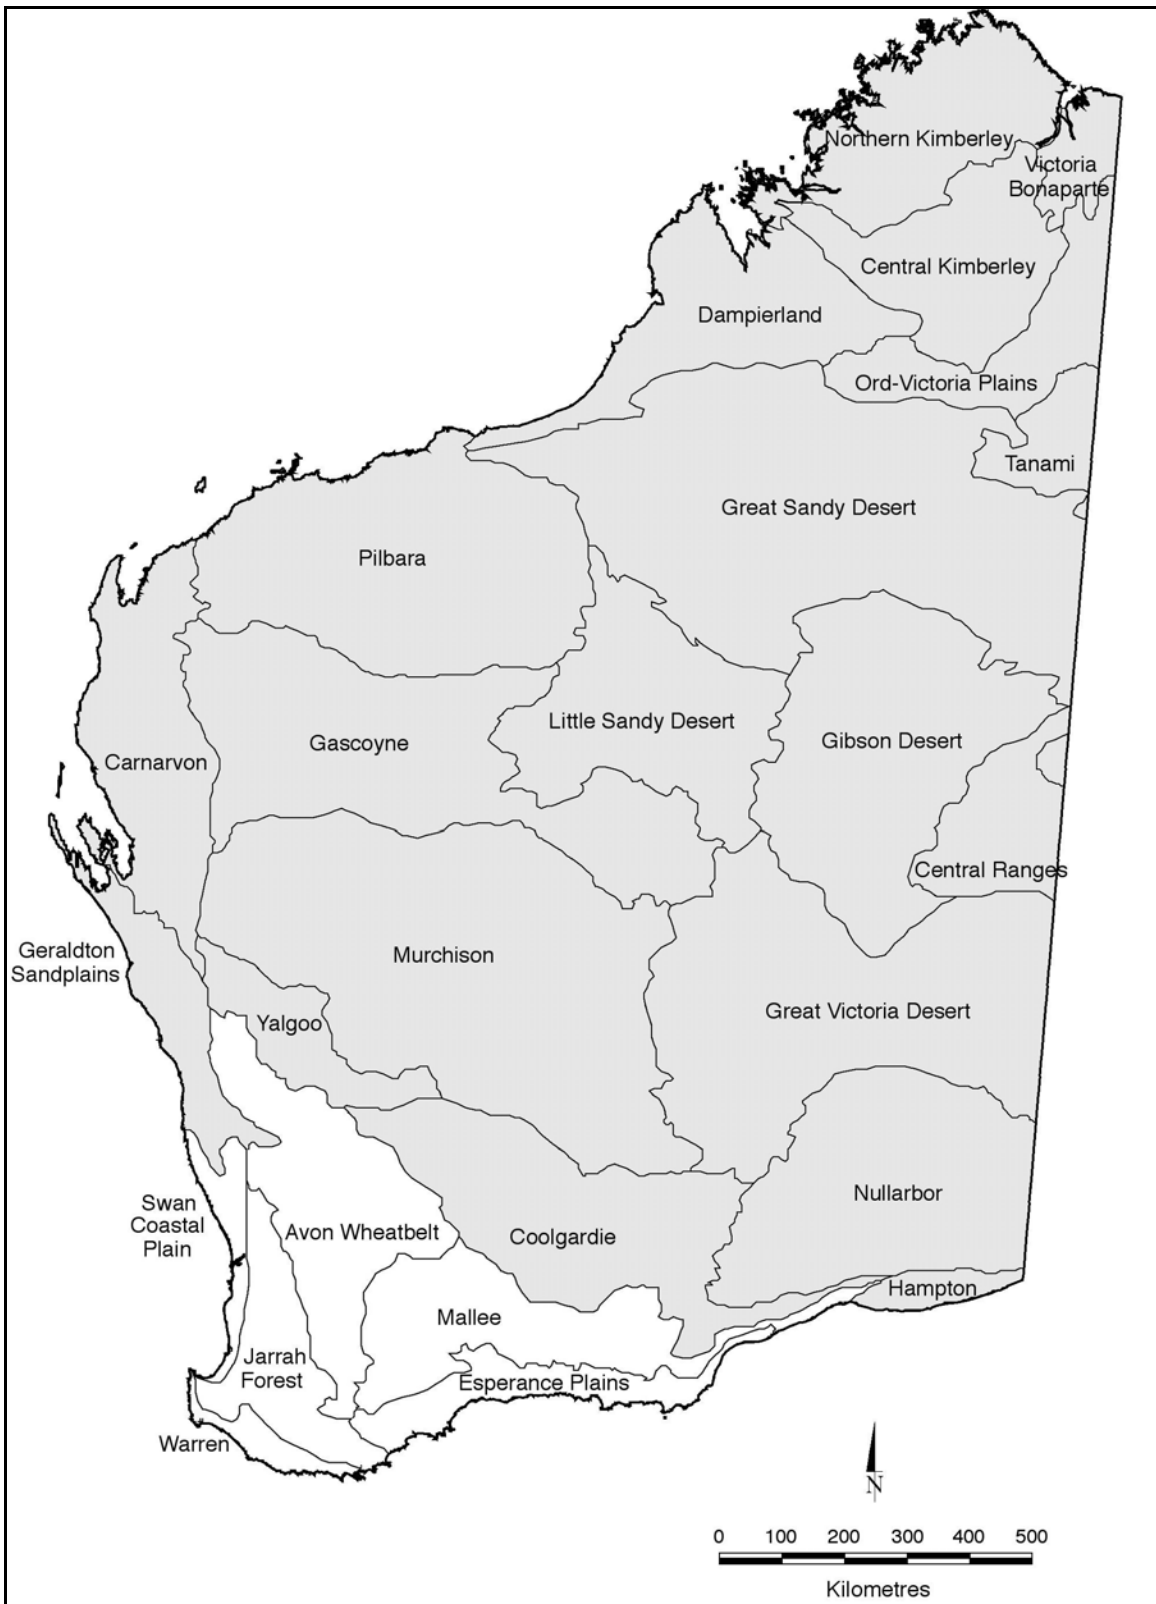 Northern Kimberley
Victoria
Bonaparte
Central Kimberley
Dampierland
Ord-Victoria Plains
Tanami
Great Sandy Desert
Pilbara
Little Sandy Desert
Gascoyne
Gibson Desert
Carnarvon
Central Ranges
Geraldton
Sandplains
Murchison
Great Victoria Desert
Yalgoo
Nullarbor
Swan
Coastal
Plain
Avon Wheatbelt
Coolgardie
Hampton
Mallee
Jarrah
Forest
Esperance Plains
Warren
N
0 100 200 300 400 500
Kilometres